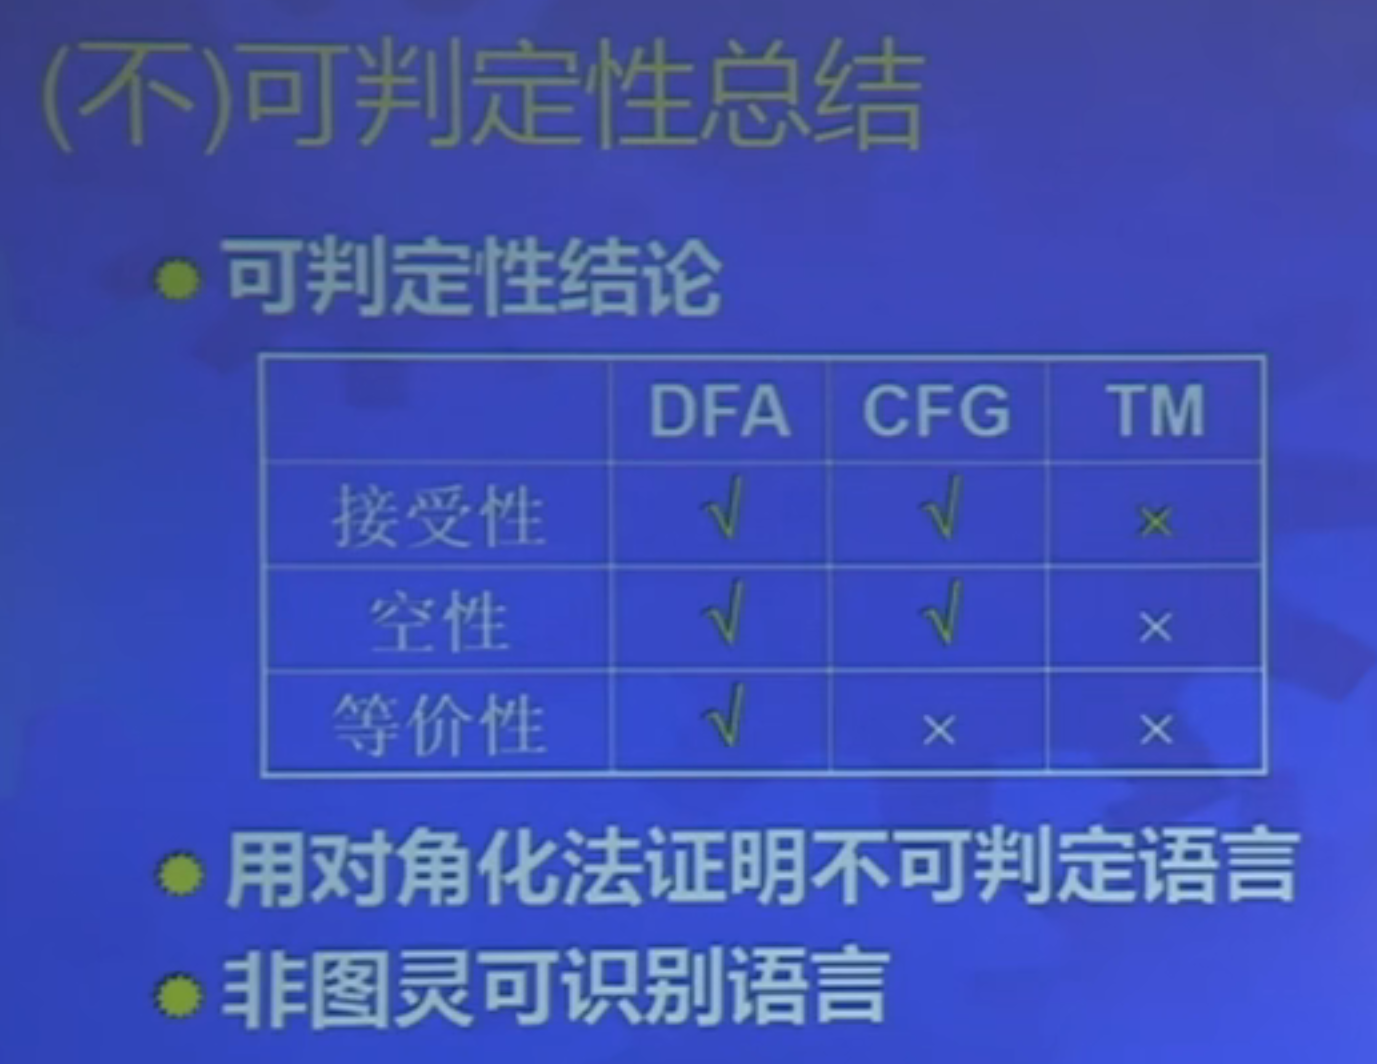 (不)可判定性总结
可判定性结论
DFA CFG TM
接受性 √ √ ×
空性 √ √ ×
等价性 √ × ×
用对角化法证明不可判定语言
非图灵可识别语言